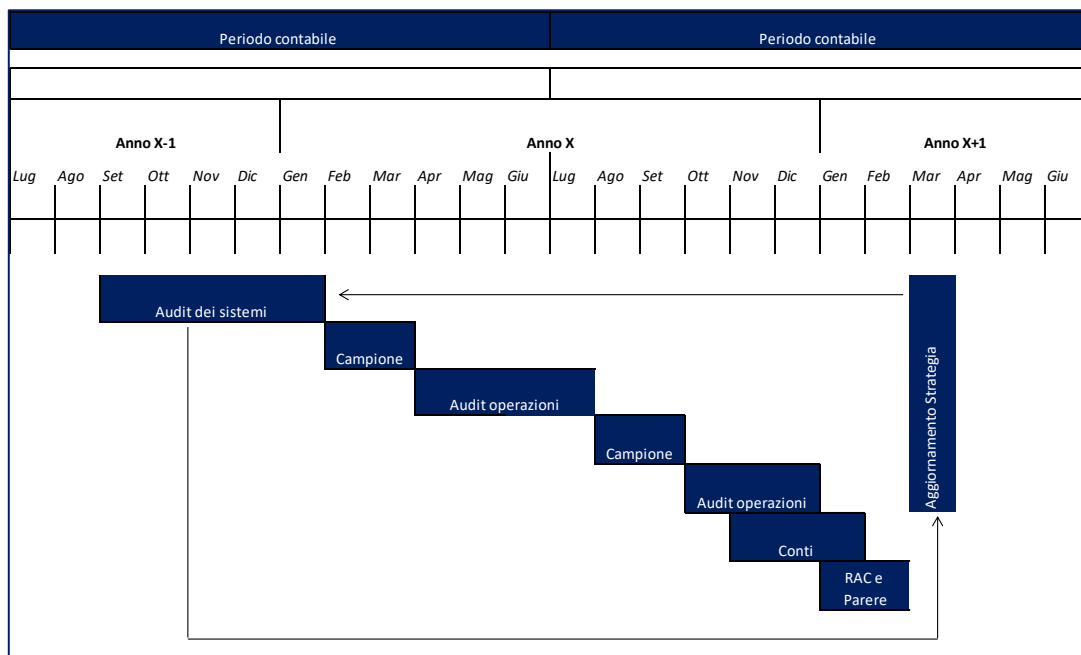 Periodo contabile Periodo contabile
Anno X-1 Anno X Anno X+1
Lug Ago Set Ott Nov Dic Gen Feb Mar Apr Mag Giu Lug Ago Set Ott Nov Dic Gen Feb Mar Apr Mag Giu
Audit dei sistemi
Campione
Audit operazioni
Campione
Audit operazioni
Conti
RAC e
Parere
Aggiornamento Strategia